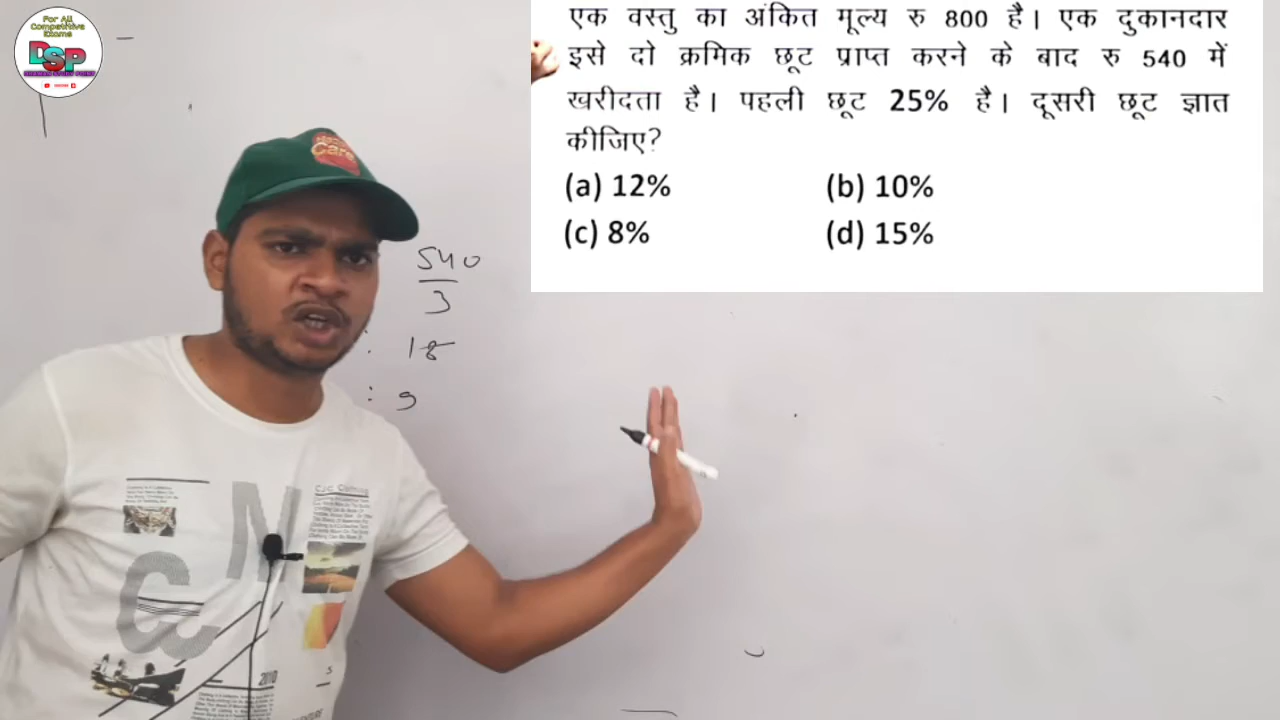 For All
Competitive
Exams
DSP
एक वस्तु का अंकित मूल्य रु 800 है। एक दुकानदार
इसे दो क्रमिक छूट प्राप्त करने के बाद रु 540 में
खरीदता है। पहली छूट 25% है। दूसरी छूट ज्ञात
कीजिए?
(a) 12% (b) 10%
(c) 8% (d) 15%
540
3
: 18
: 9
Care
N
2010